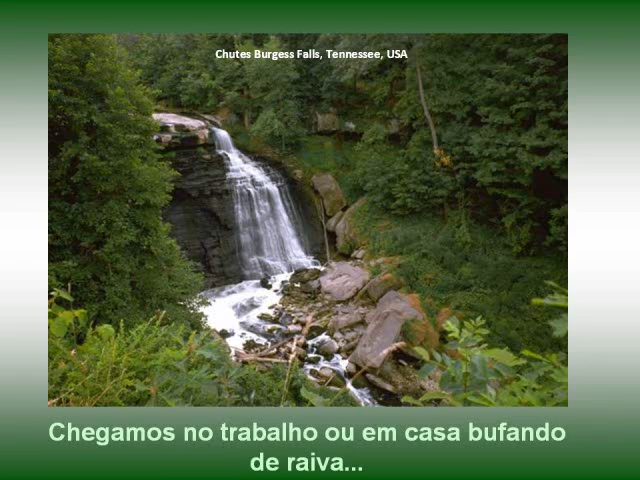 Chutes Burgess Falls, Tennessee, USA
Chegamos no trabalho ou em casa bufando
de raiva...